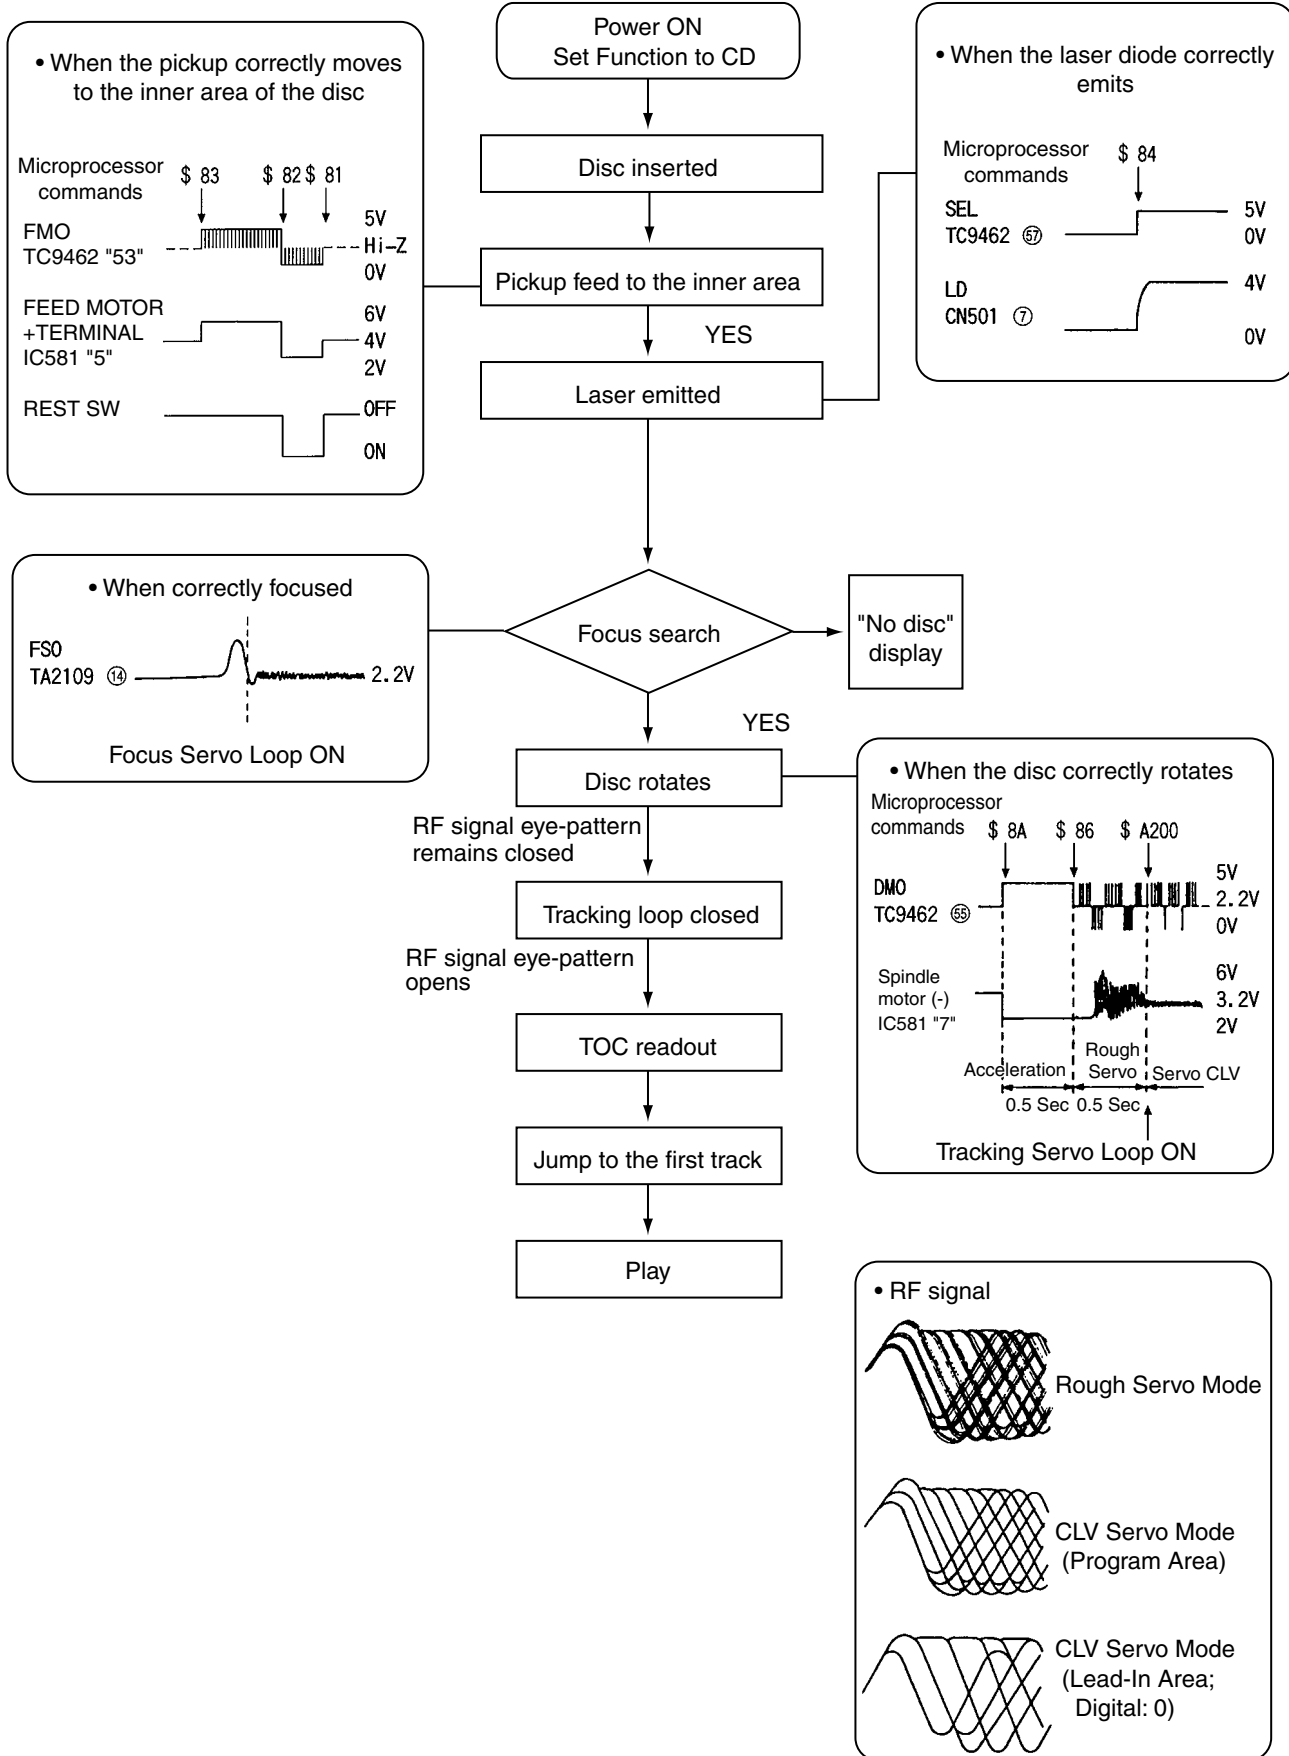 Power ON
Set Function to CD
• When the pickup correctly moves
to the inner area of the disc
Microprocessor
commands
$ 83
$ 82
$ 81
FMO
TC9462 "53"
5V
Hi-Z
0V
FEED MOTOR
+TERMINAL
IC581 "5"
6V
4V
2V
REST SW
OFF
ON
• When the laser diode correctly
emits
Microprocessor
commands
$ 84
SEL
TC9462 57
5V
0V
LD
CN501 7
4V
0V
Disc inserted
Pickup feed to the inner area
YES
Laser emitted
• When correctly focused
FSO
TA2109 14
2.2V
Focus Servo Loop ON
Focus search
"No disc"
display
YES
Disc rotates
RF signal eye-pattern
remains closed
Tracking loop closed
RF signal eye-pattern
opens
TOC readout
Jump to the first track
Play
• When the disc correctly rotates
Microprocessor
commands
$ 8A
$ 86
$ A200
DMO
TC9462 55
5V
2.2V
0V
Spindle
motor (-)
IC581 "7"
6V
3.2V
2V
Acceleration
Rough
Servo
Servo CLV
0.5 Sec
0.5 Sec
Tracking Servo Loop ON
• RF signal
Rough Servo Mode
CLV Servo Mode
(Program Area)
CLV Servo Mode
(Lead-In Area;
Digital: 0)